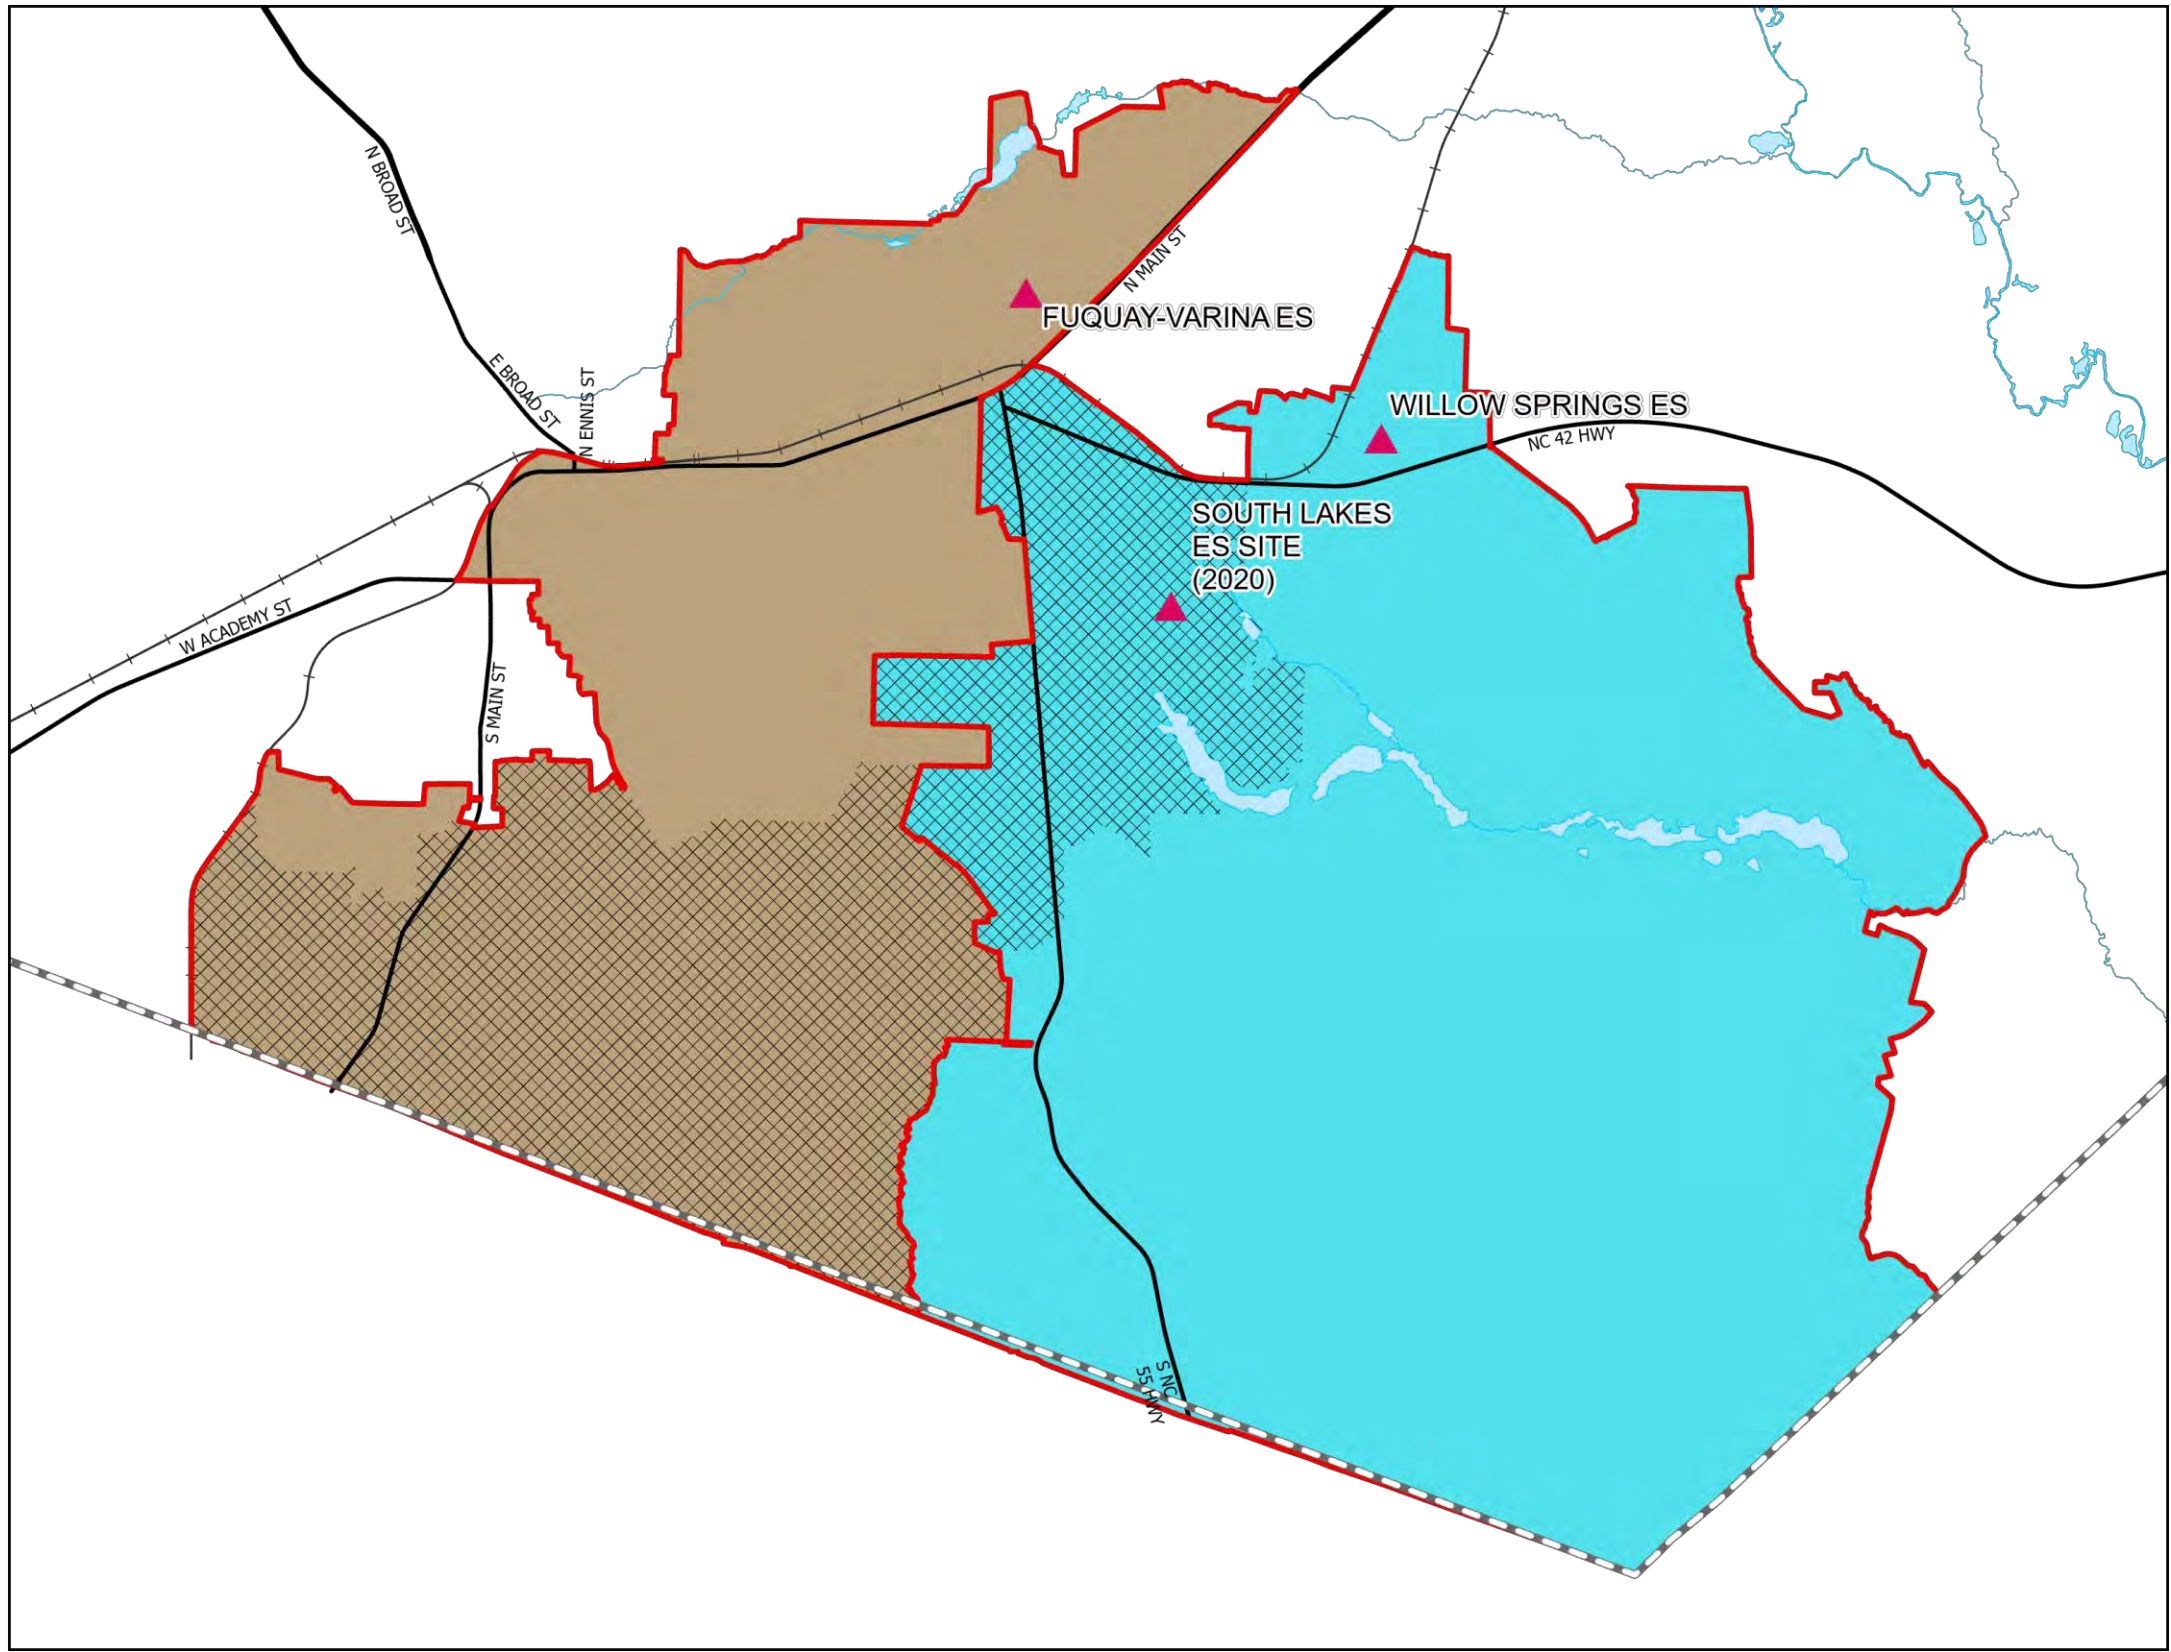 N BROAD ST
N MAIN ST
FUQUAY-VARINA ES
E BROAD ST
N ENNIS ST
WILLOW SPRINGS ES
NC 42 HWY
SOUTH LAKES
ES SITE
(2020)
W ACADEMY ST
S MAIN ST
S NC
55 HWY